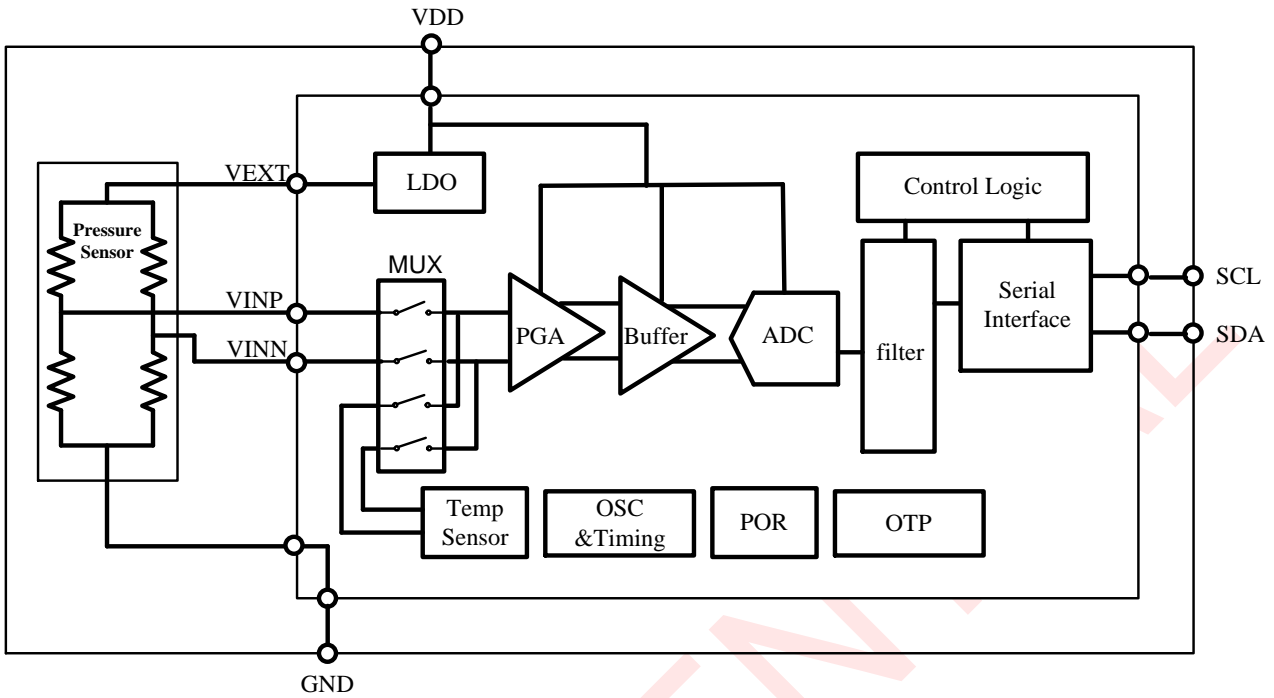 VDD
VEXT
LDO
Control Logic
Pressure
Sensor
MUX
VINP
VINN
PGA
Buffer
ADC
filter
Serial
Interface
SCL
SDA
Temp
Sensor
OSC
&Timing
POR
OTP
GND